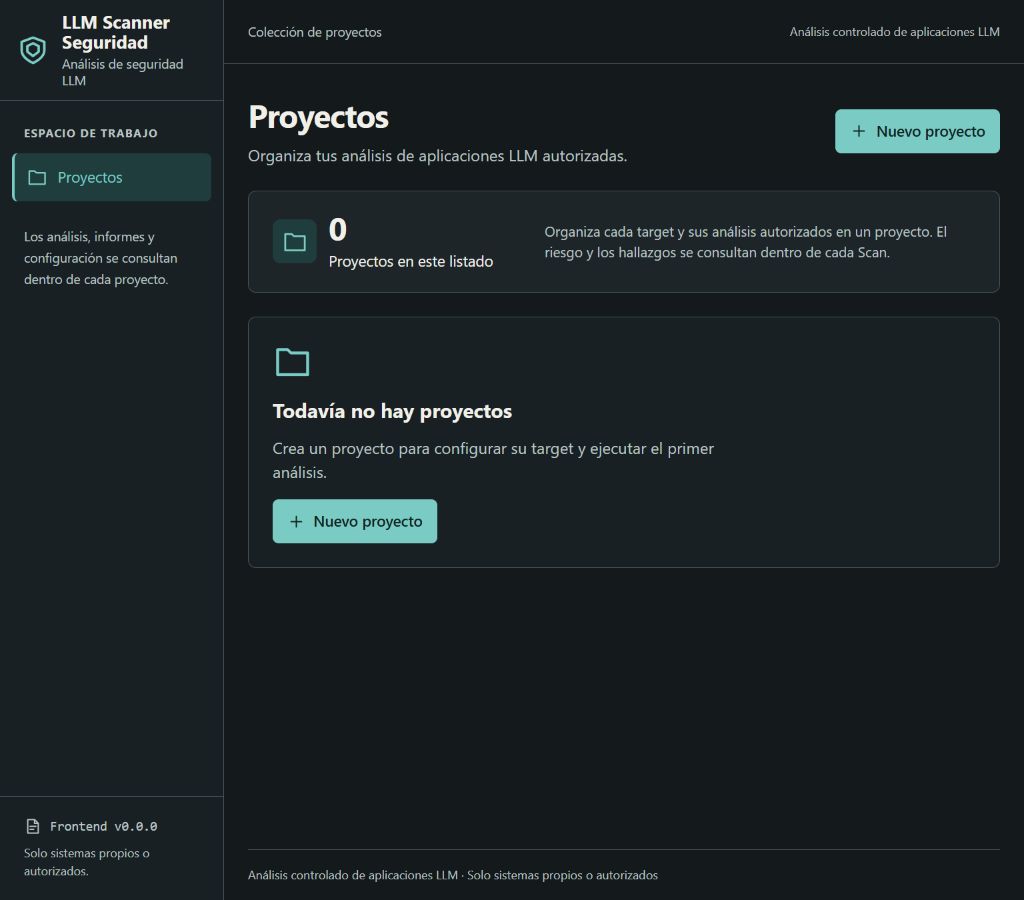 LLM Scanner
Seguridad
Análisis de seguridad
LLM
ESPACIO DE TRABAJO
Proyectos
Los análisis, informes y
configuración se consultan
dentro de cada proyecto.
Frontend v0.0.0
Solo sistemas propios o
autorizados.
Colección de proyectos
Análisis controlado de aplicaciones LLM
Proyectos
Organiza tus análisis de aplicaciones LLM autorizadas.
+ Nuevo proyecto
0
Proyectos en este listado
Organiza cada target y sus análisis autorizados en un proyecto. El
riesgo y los hallazgos se consultan dentro de cada Scan.
Todavía no hay proyectos
Crea un proyecto para configurar su target y ejecutar el primer
análisis.
+ Nuevo proyecto
Análisis controlado de aplicaciones LLM · Solo sistemas propios o autorizados